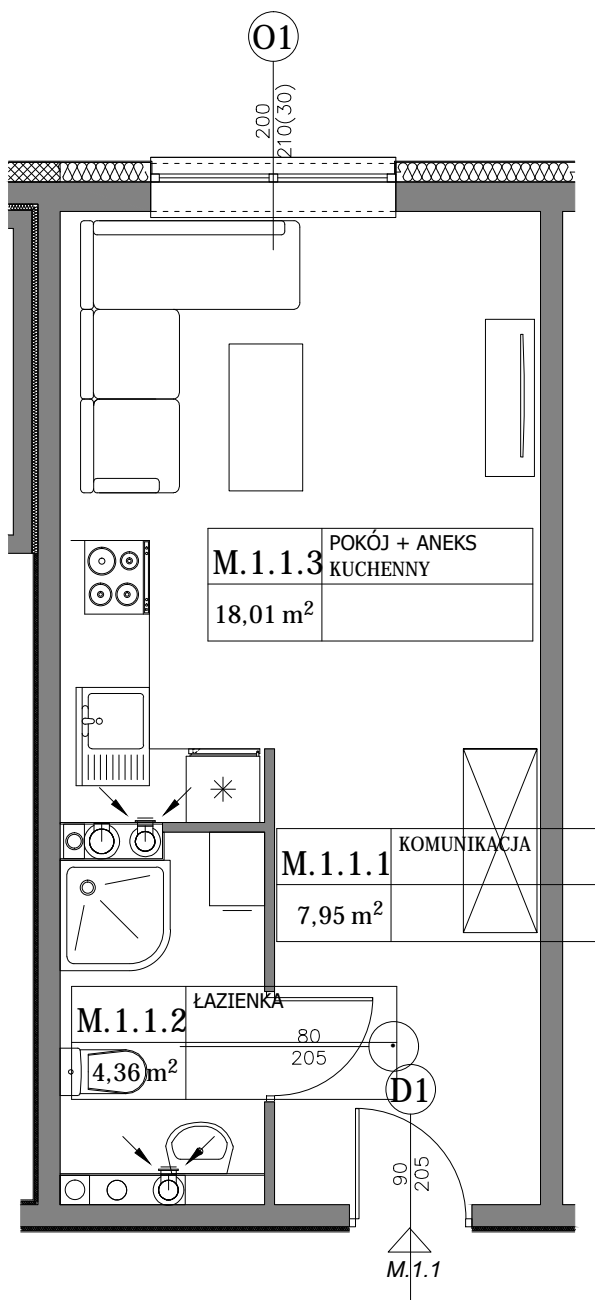 O1
200
210(30)
M.1.1.3
POKÓJ + ANEKS
KUCHENNY
18,01 m²
M.1.1.1
KOMUNIKACJA
7,95 m²
M.1.1.2
ŁAZIENKA
4,36 m²
80
205
D1
90
205
M.1.1